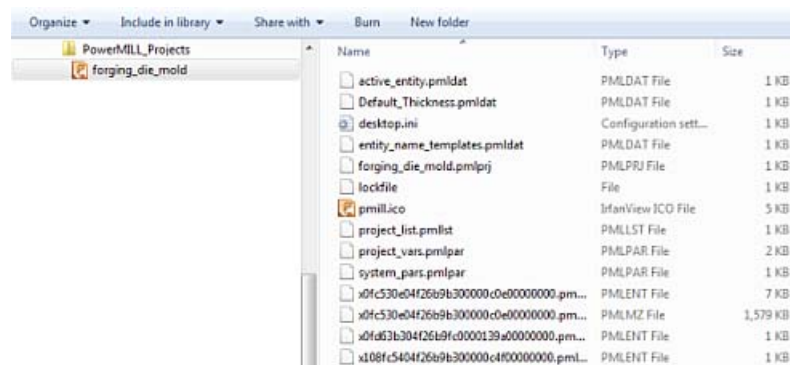 Organize Include in library Share with Burn New folder
PowerMILL_Projects
forging_die_mold
Name Type Size
active_entity.pmldat PMLDAT File 1 KB
Default_Thickness.pmldat PMLDAT File 1 KB
desktop.ini Configuration sett... 1 KB
entity_name_templates.pmldat PMLDAT File 1 KB
forging_die_mold.pmlprj PMLPRJ File 1 KB
lockfile File 1 KB
pmill.ico IrfanView ICO File 5 KB
project_list.pmllst PMLLST File 1 KB
project_vars.pmlpar PMLPAR File 2 KB
system_pars.pmlpar PMLPAR File 1 KB
x0fc530e04f26b9b300000c0e00000000.pm... PMLENT File 7 KB
x0fc530e04f26b9b300000c0e00000000.pm... PMLMZ File 1,579 KB
x0fd63b304f26b9fc0000139a00000000.pm... PMLENT File 1 KB
x108fc5404f26b9b300000c4f00000000.pml... PMLENT File 1 KB